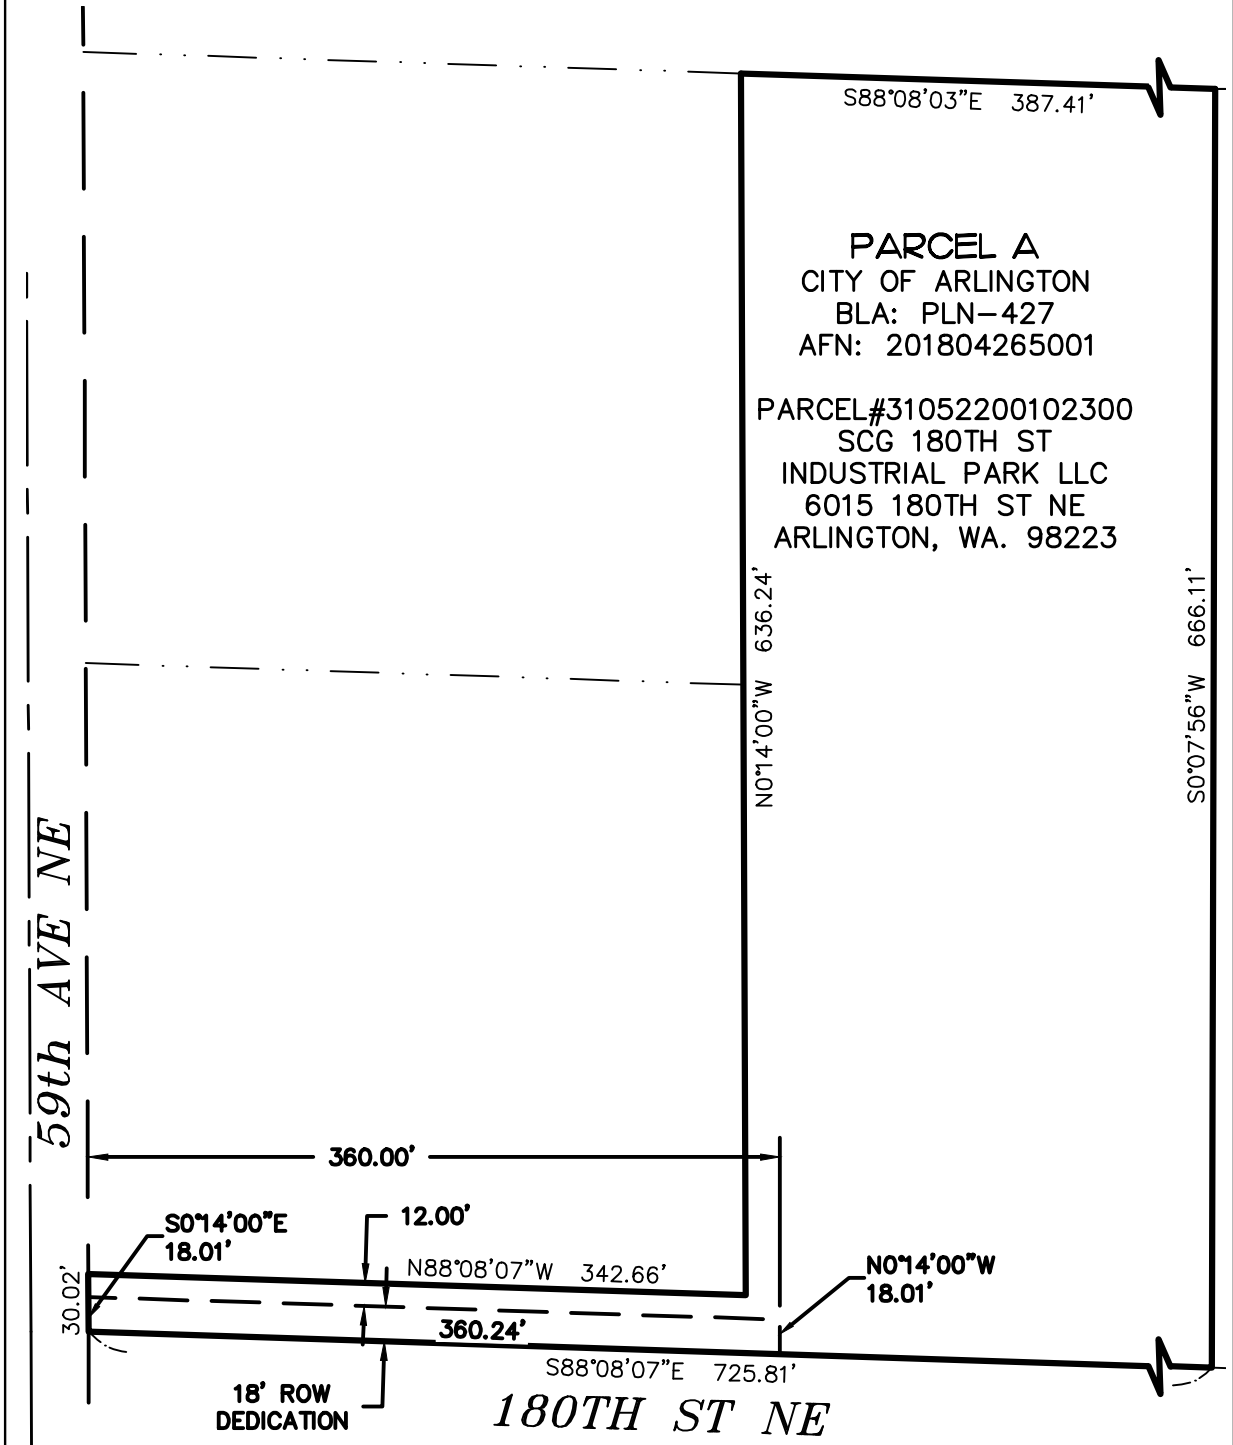 S88°08'03"E 387.41'
PARCEL A
CITY OF ARLINGTON
BLA: PLN-427
AFN: 201804265001
PARCEL#31052200102300
SCG 180TH ST
INDUSTRIAL PARK LLC
6015 180TH ST NE
ARLINGTON, WA. 98223
N0°14'00"W 636.24'
S0°07'56"W 666.11'
59th AVE NE
360.00'
S0°14'00"E
18.01'
12.00'
N88°08'07"W 342.66'
N0°14'00"W
18.01'
30.02'
360.24'
S88°08'07"E 725.81'
18' ROW
DEDICATION
180TH ST NE